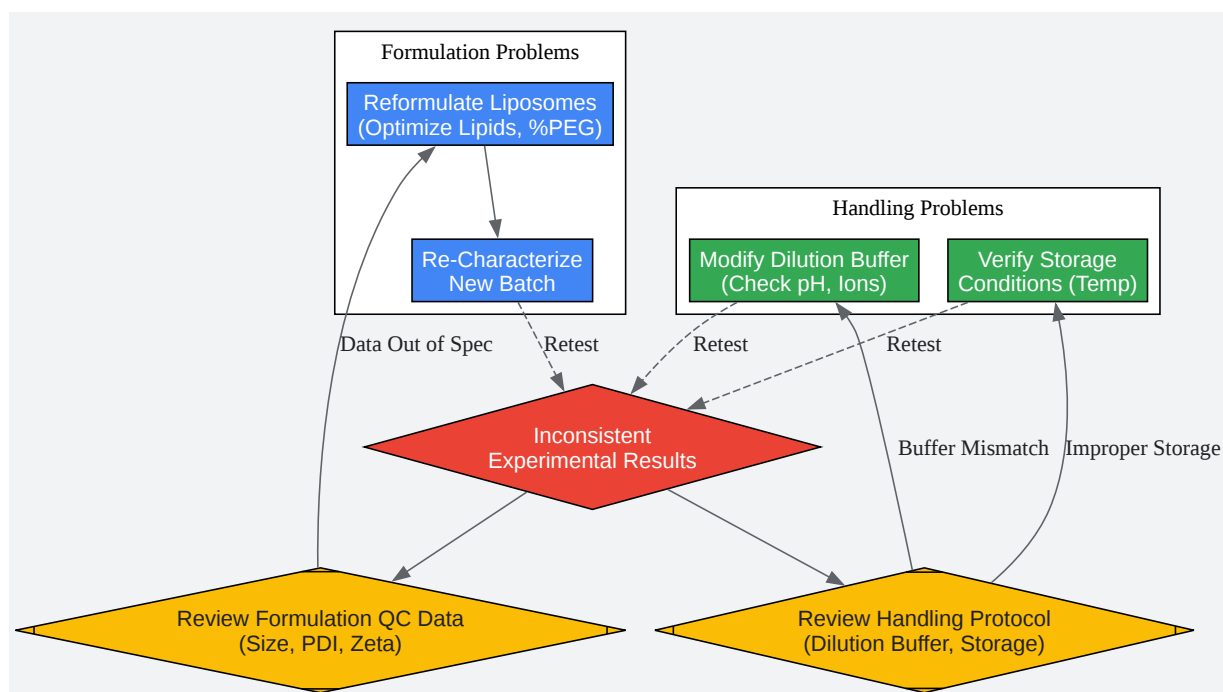 Formulation Problems
Reformulate Liposomes
(Optimize Lipids, %PEG)
Re-Characterize
New Batch
Handling Problems
Modify Dilution Buffer
(Check pH, Ions)
Verify Storage
Conditions (Temp)
Data Out of Spec
Retest
Retest
Retest
Inconsistent
Experimental Results
Buffer Mismatch
Improper Storage
Review Formulation QC Data
(Size, PDI, Zeta)
Review Handling Protocol
(Dilution Buffer, Storage)